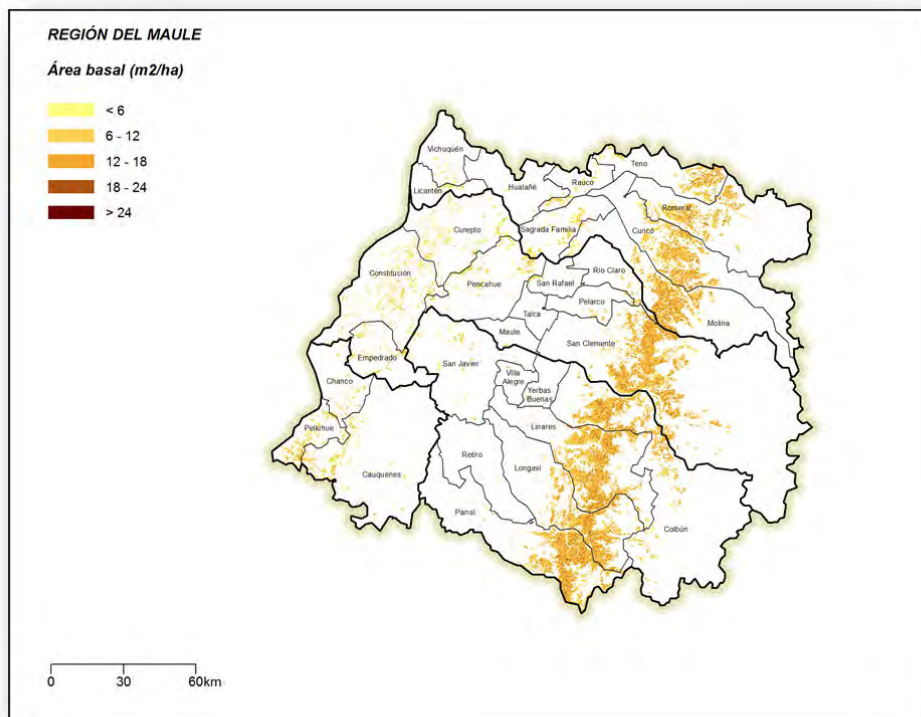 REGIÓN DEL MAULE
Área basal (m2/ha)
< 6
6 - 12
12 - 18
18 - 24
> 24
Vichuquén
Teno
Rauco
Hualañé
Licantén
Romeral
Curepto
Sagrada Familia
Curicó
Constitución
Río Claro
Pencahue
San Rafael
Pelarco
Talca
Molina
Maule
San Clemente
Empedrado
San Javier
Villa
Alegre
Chanco
Yerbas
Buenas
Pelluhue
Linares
Retiro
Longaví
Cauquenes
Parral
Colbún
0 30 60km